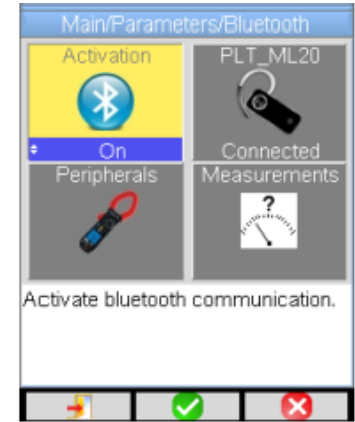 Main/Parameters/Bluetooth
Activation
PLT_ML20
On
Connected
Peripherals
Measurements
?
Activate bluetooth communication.